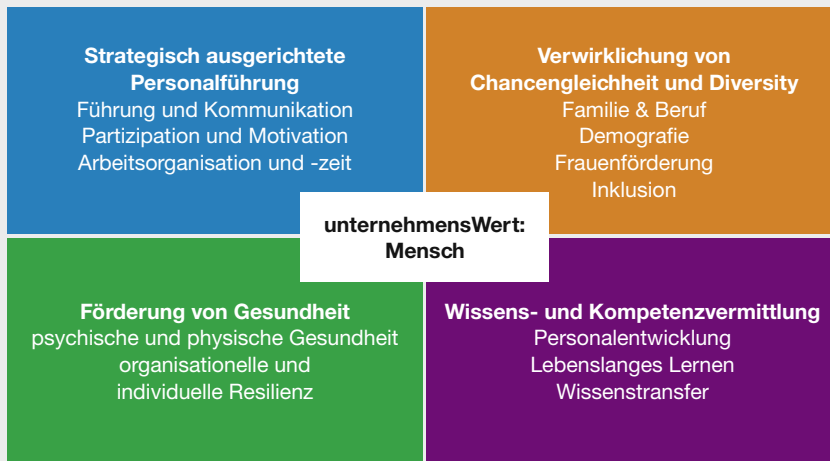 Strategisch ausgerichtete
Personalführung
Führung und Kommunikation
Partizipation und Motivation
Arbeitsorganisation und -zeit
Verwirklichung von
Chancengleichheit und Diversity
Familie & Beruf
Demografie
Frauenförderung
Inklusion
unternehmensWert:
Mensch
Förderung von Gesundheit
psychische und physische Gesundheit
organisationelle und
individuelle Resilienz
Wissens- und Kompetenzvermittlung
Personalentwicklung
Lebenslanges Lernen
Wissenstransfer